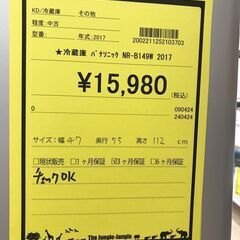 KD/冷蔵庫 その他
程度：中古
型番： 年式：2017 2002211252103703
★冷蔵庫 パナソニック NR-B149W 2017
¥15,980
090424
240424
サイズ：幅 47 奥行 55 高さ 112 cm
□現状販売 □1ヶ月保証 ☑3ヶ月保証 □6ヶ月保証
チェックOK
The Jungle-Jungle